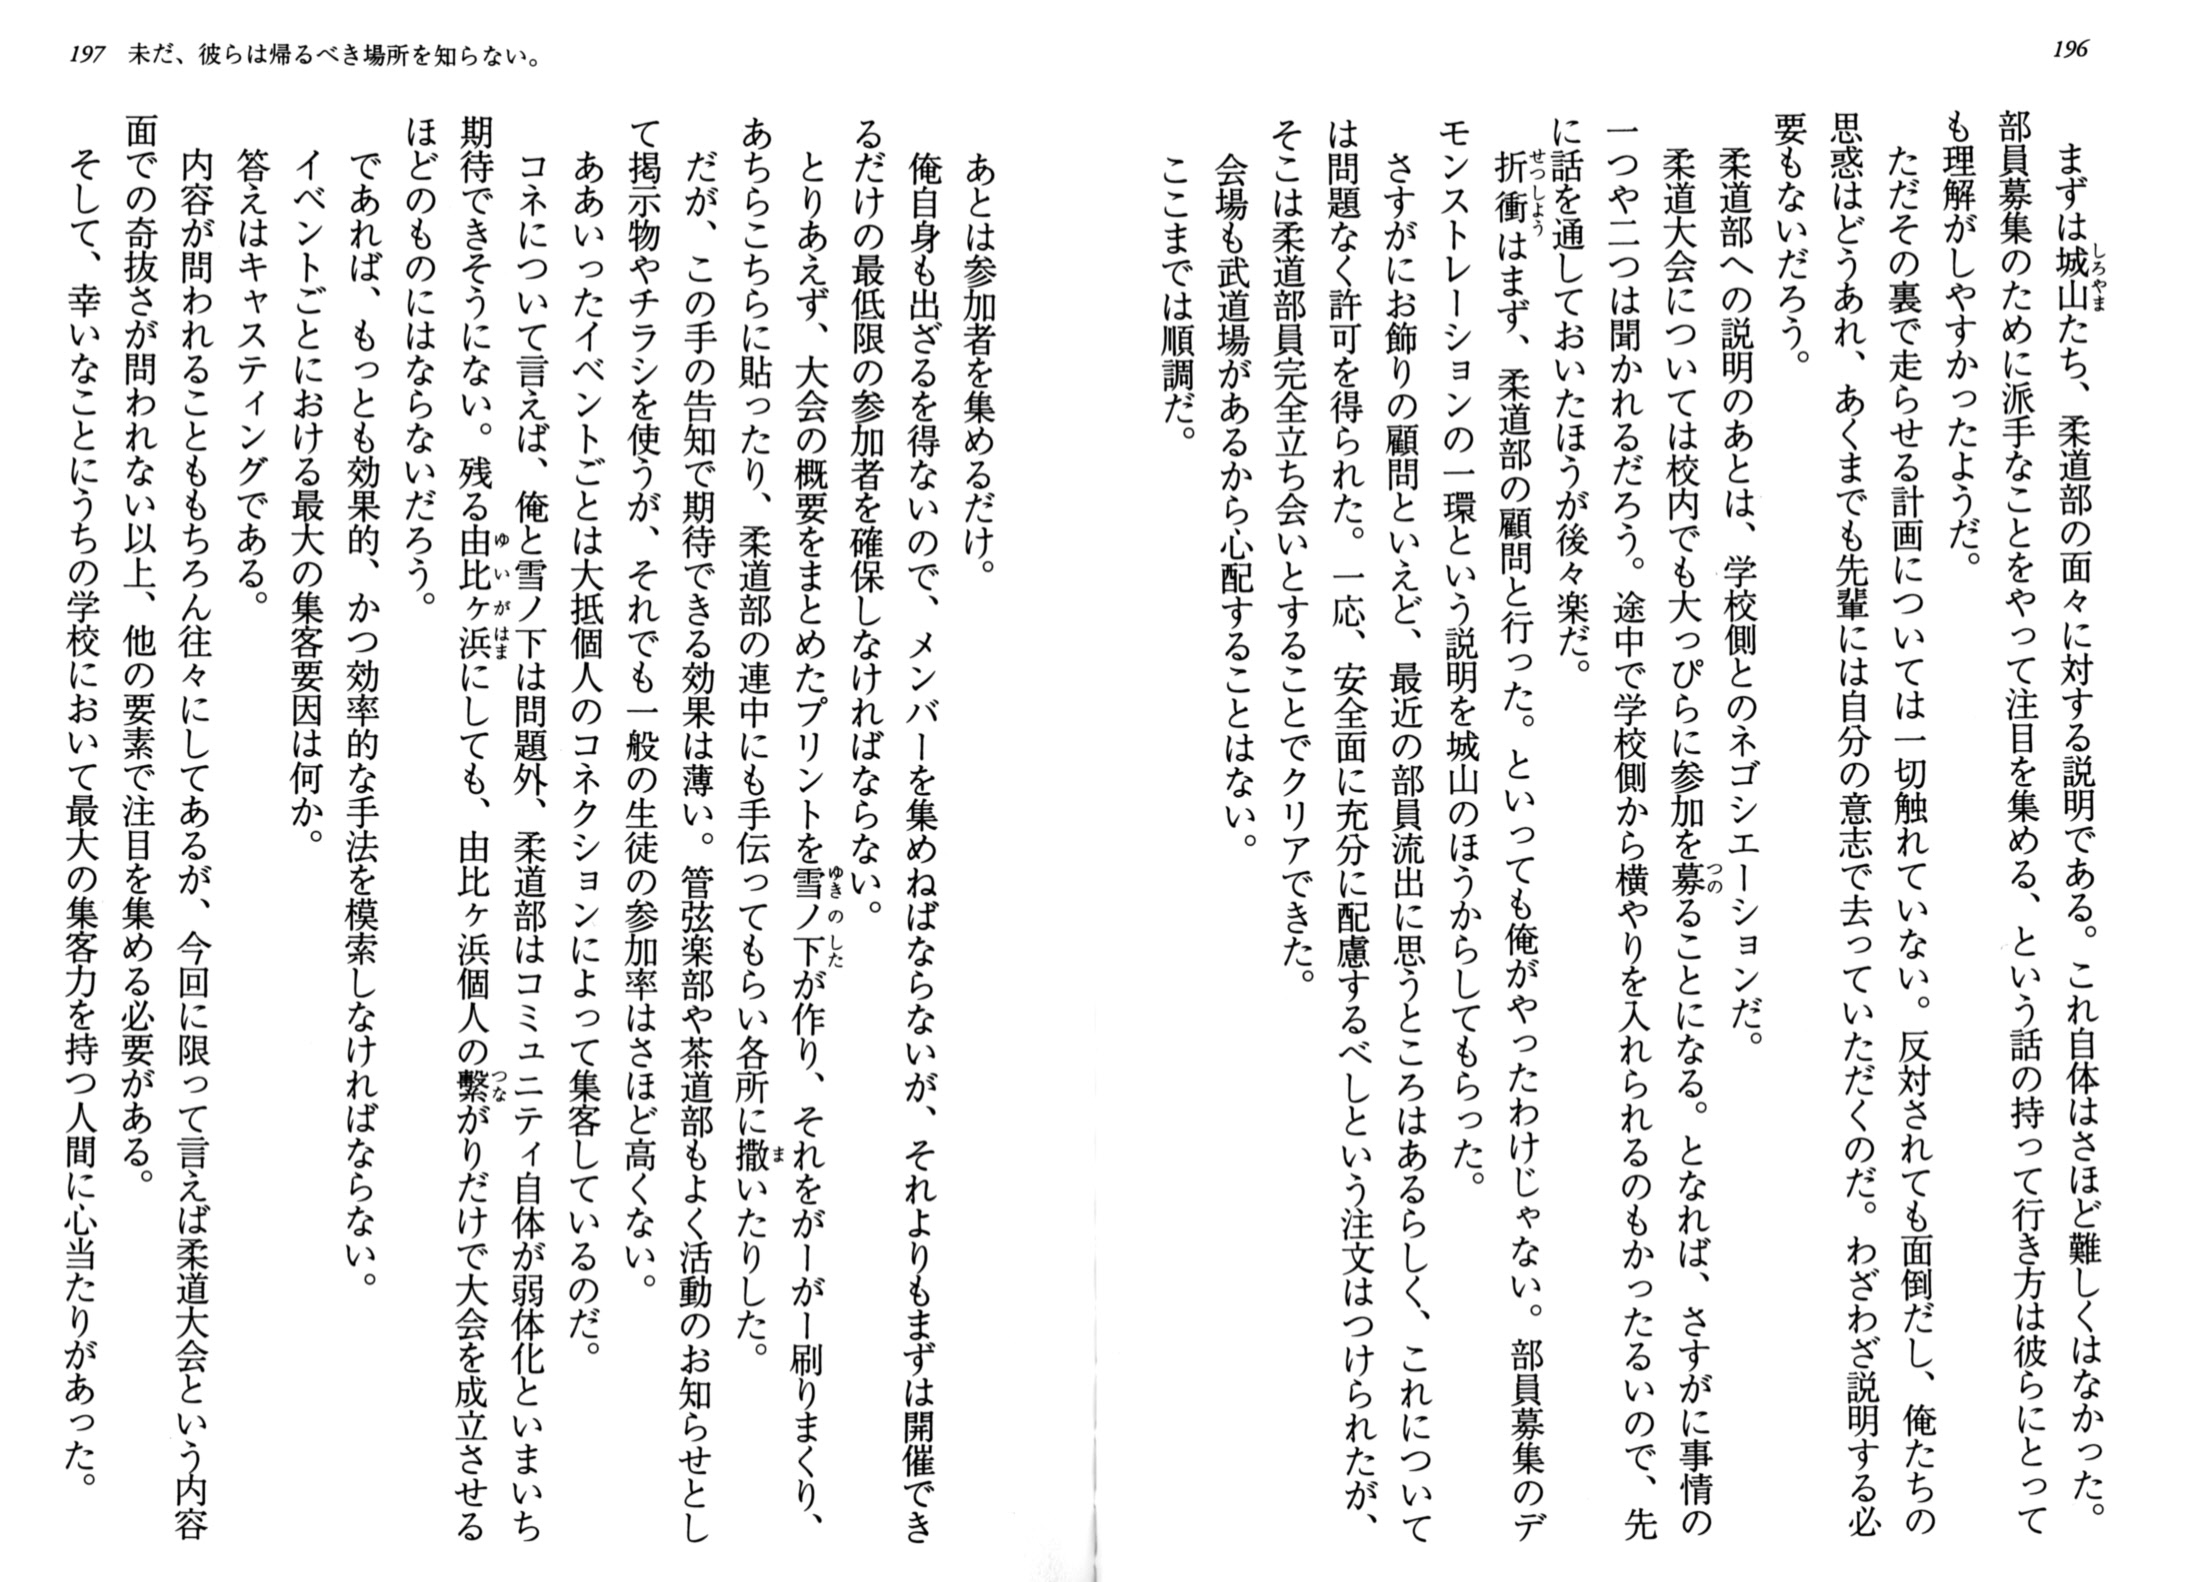 196
まずは城山たち、柔道部の面々に対する説明である。これ自体はさほど難しくはなかった。
部員募集のために派手なことをやって注目を集める、という話の持って行き方は彼らにとって
も理解がしやすかったようだ。
ただその裏で走らせる計画については一切触れていない。反対されても面倒だし、俺たちの
思惑はどうあれ、あくまでも先輩には自分の意志で去っていただくのだ。わざわざ説明する必
要もないだろう。
柔道部への説明のあとは、学校側とのネゴシエーションだ。
柔道大会については校内でも大っぴらに参加を募ることになる。となれば、さすがに事情の
一つや二つは聞かれるだろう。途中で学校側から横やりを入れられるのもかったるいので、先
に話を通しておいたほうが後々楽だ。
折衝はまず、柔道部の顧問と行った。といっても俺がやったわけじゃない。部員募集のデ
モンストレーションの一環という説明を城山のほうからしてもらった。
さすがにお飾りの顧問といえど、最近の部員流出に思うところはあるらしく、これについて
は問題なく許可を得られた。一応、安全面に充分に配慮するべしという注文はつけられたが、
そこは柔道部員完全立ち会いとすることでクリアできた。
会場も武道場があるから心配することはない。
ここまでは順調だ。
197 未だ、彼らは帰るべき場所を知らない。
あとは参加者を集めるだけ。
俺自身も出ざるを得ないので、メンバーを集めねばならないが、それよりもまずは開催でき
るだけの最低限の参加者を確保しなければならない。
とりあえず、大会の概要をまとめたプリントを雪ノ下が作り、それをがーがー刷りまくり、
あちらこちらに貼ったり、柔道部の連中にも手伝ってもらい各所に撒いたりした。
だが、この手の告知で期待できる効果は薄い。管弦楽部や茶道部もよく活動のお知らせとし
て掲示物やチラシを使うが、それでも一般の生徒の参加率はさほど高くない。
ああいったイベントごとは大抵個人のコネクションによって集客しているのだ。
コネについて言えば、俺と雪ノ下は問題外、柔道部はコミュニティ自体が弱体化といまいち
期待できそうにない。残る由比ヶ浜にしても、由比ヶ浜個人の繫がりだけで大会を成立させる
ほどのものにはならないだろう。
であれば、もっとも効果的、かつ効率的な手法を模索しなければならない。
イベントごとにおける最大の集客要因は何か。
答えはキャスティングである。
内容が問われることももちろん往々にしてあるが、今回に限って言えば柔道大会という内容
面での奇抜さが問われない以上、他の要素で注目を集める必要がある。
そして、幸いなことにうちの学校において最大の集客力を持つ人間に心当たりがあった。